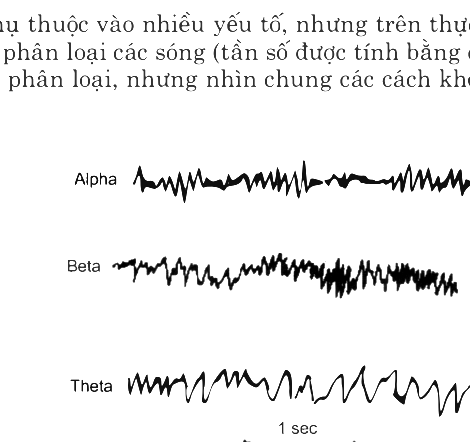 thuộc vào nhiều yếu tố, nhưng trên thực
phân loại các sóng (tần số được tính bằng
phân loại, nhưng nhìn chung các cách
Alpha
Beta
Theta
1 sec